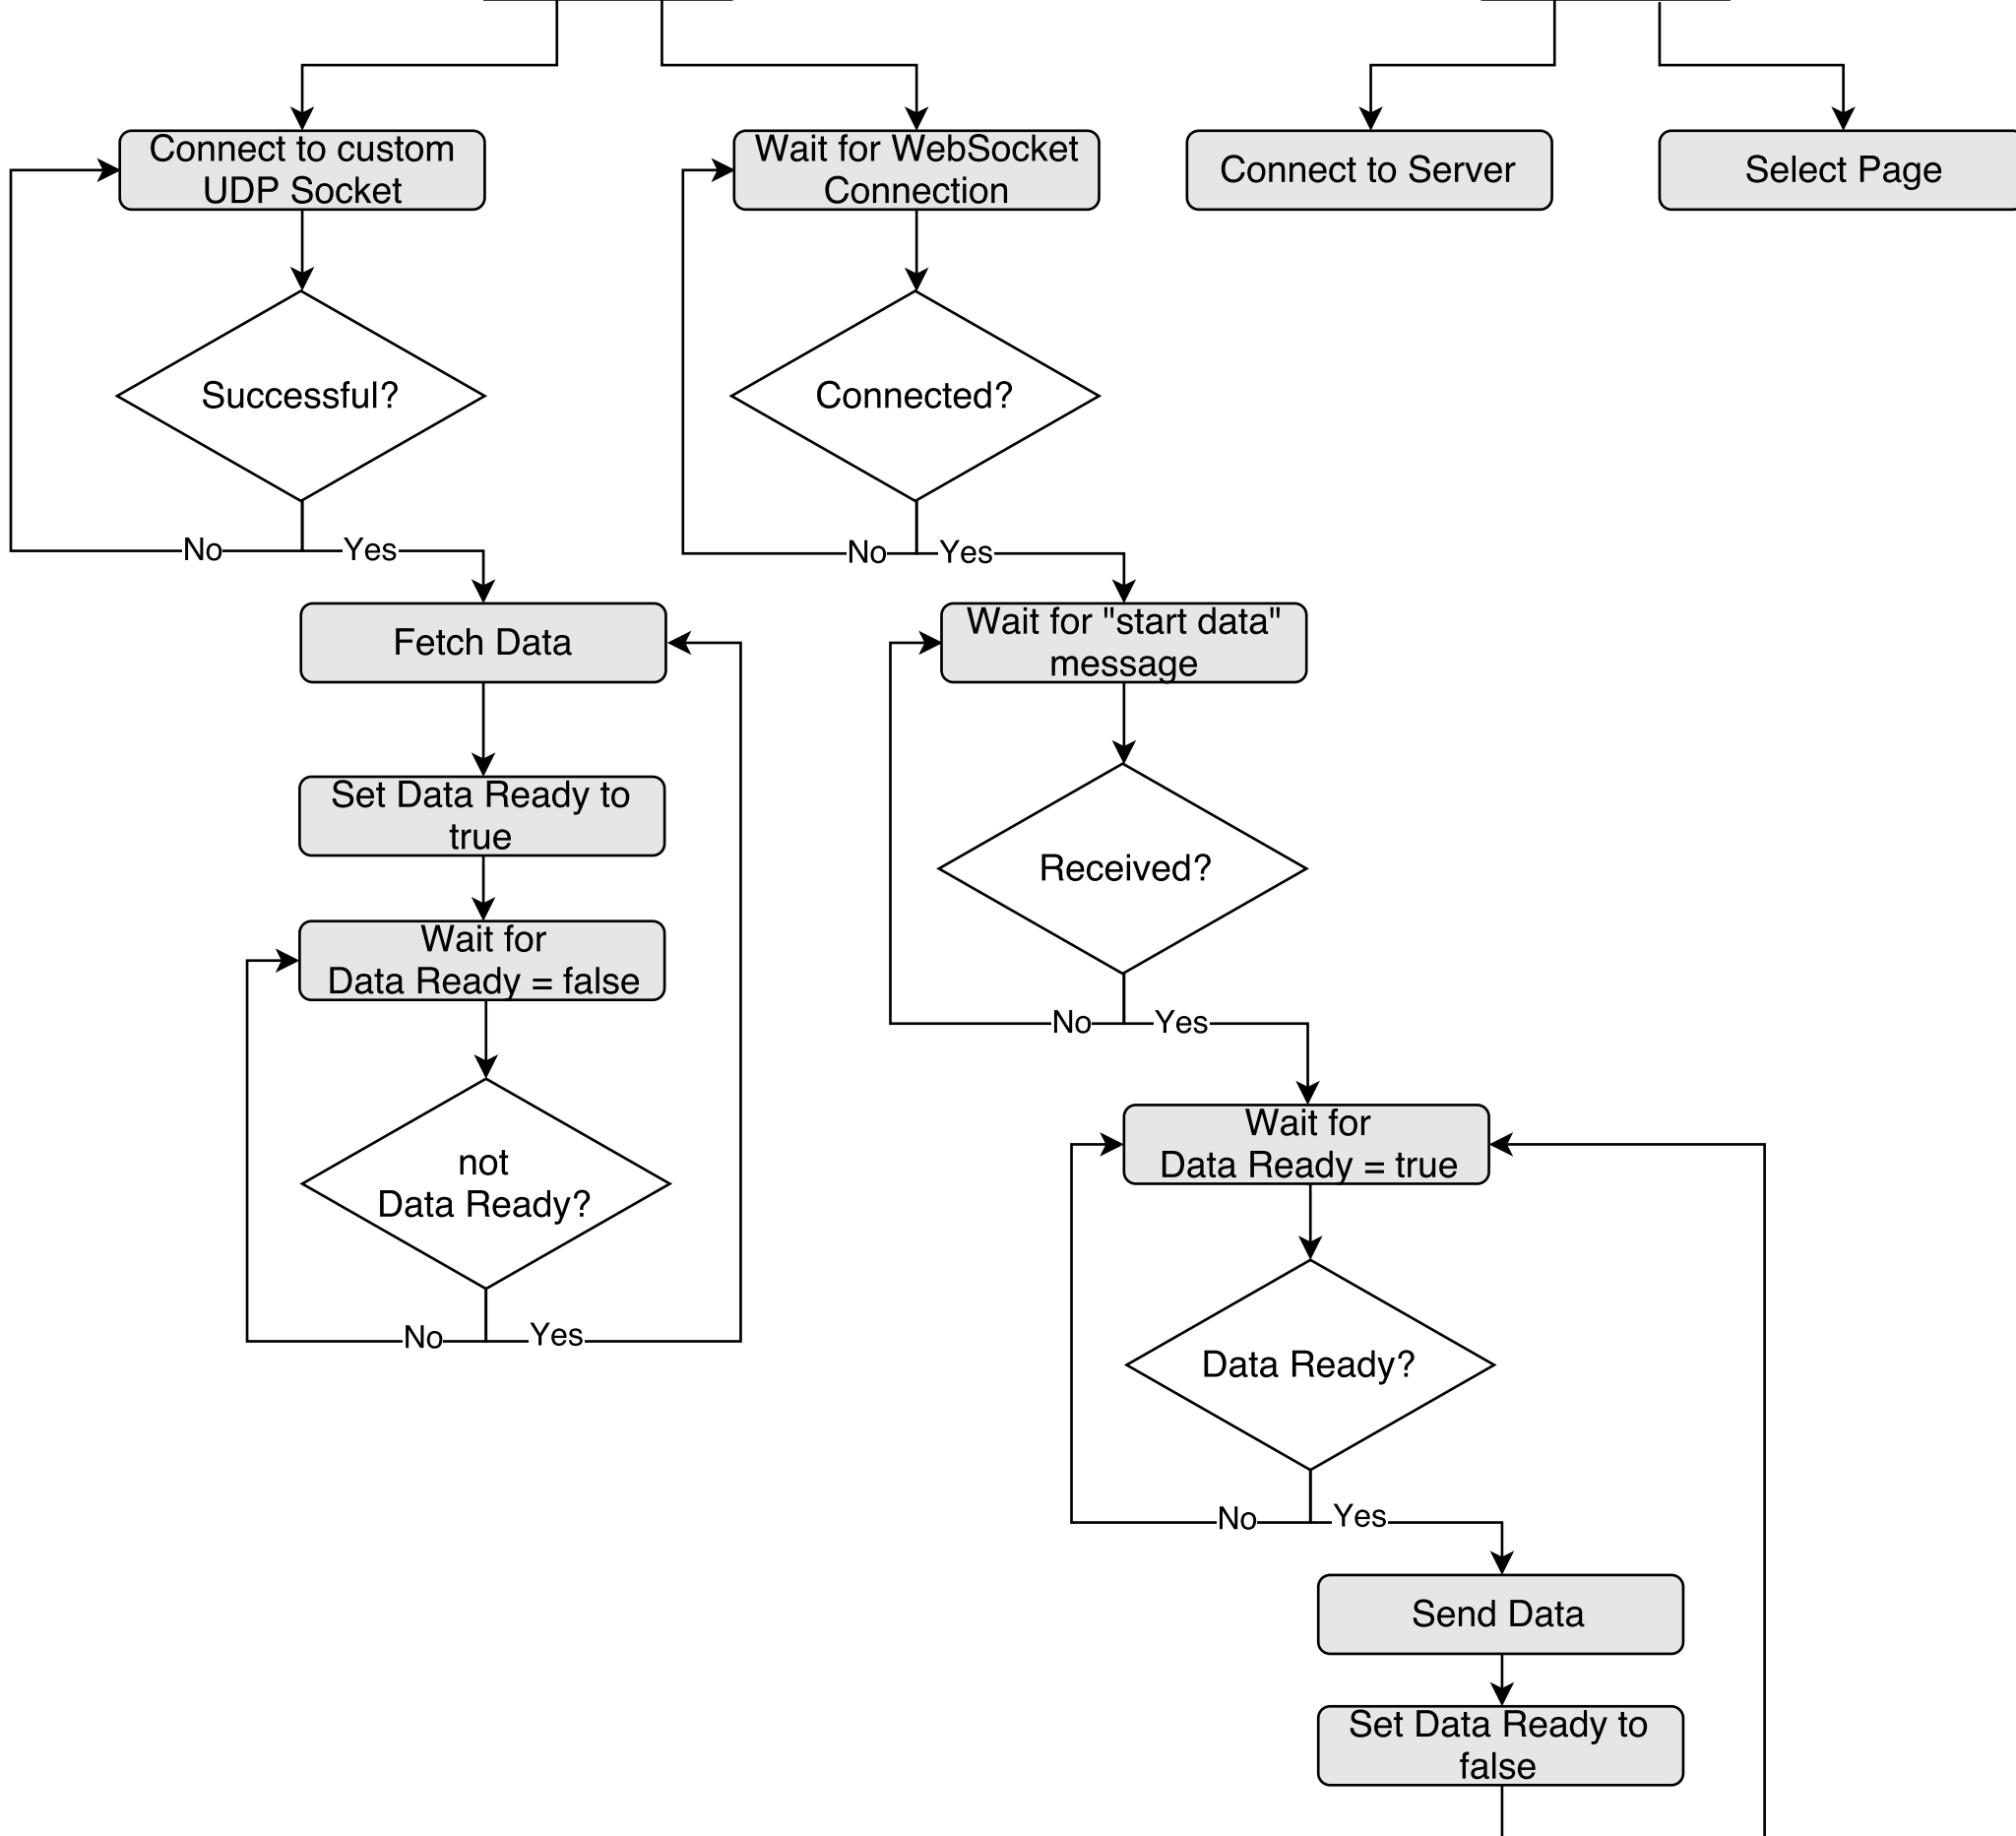 Connect to custom
UDP Socket
Wait for WebSocket
Connection
Connect to Server
Select Page
Successful?
Connected?
No
Yes
No
Yes
Fetch Data
Wait for "start data"
message
Set Data Ready to
true
Received?
Wait for
Data Ready = false
No
Yes
not
Data Ready?
Wait for
Data Ready = true
No
Yes
Data Ready?
No
Yes
Send Data
Set Data Ready to
false